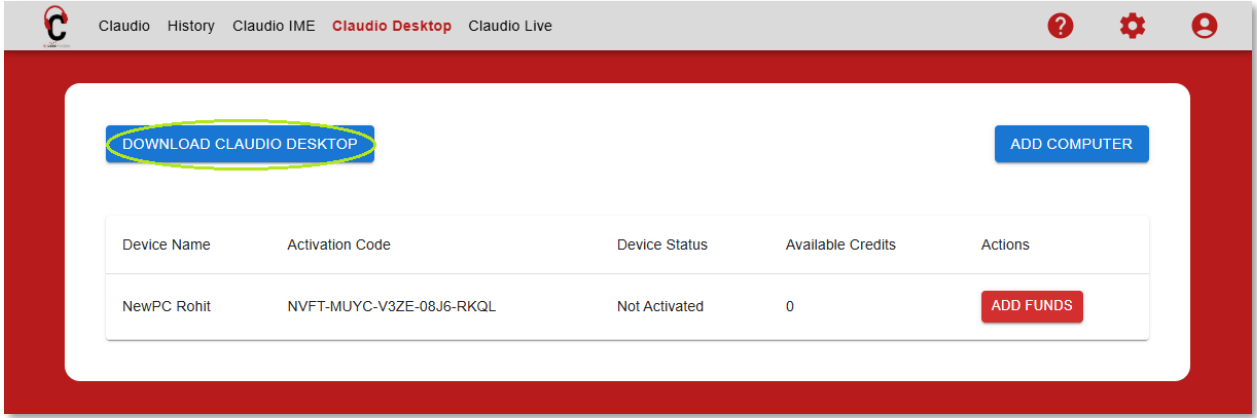 Claudio History Claudio IME Claudio Desktop Claudio Live
DOWNLOAD CLAUDIO DESKTOP ADD COMPUTER
Device Name Activation Code Device Status Available Credits Actions
NewPC Rohit NVFT-MUYC-V3ZE-08J6-RKQL Not Activated 0 ADD FUNDS